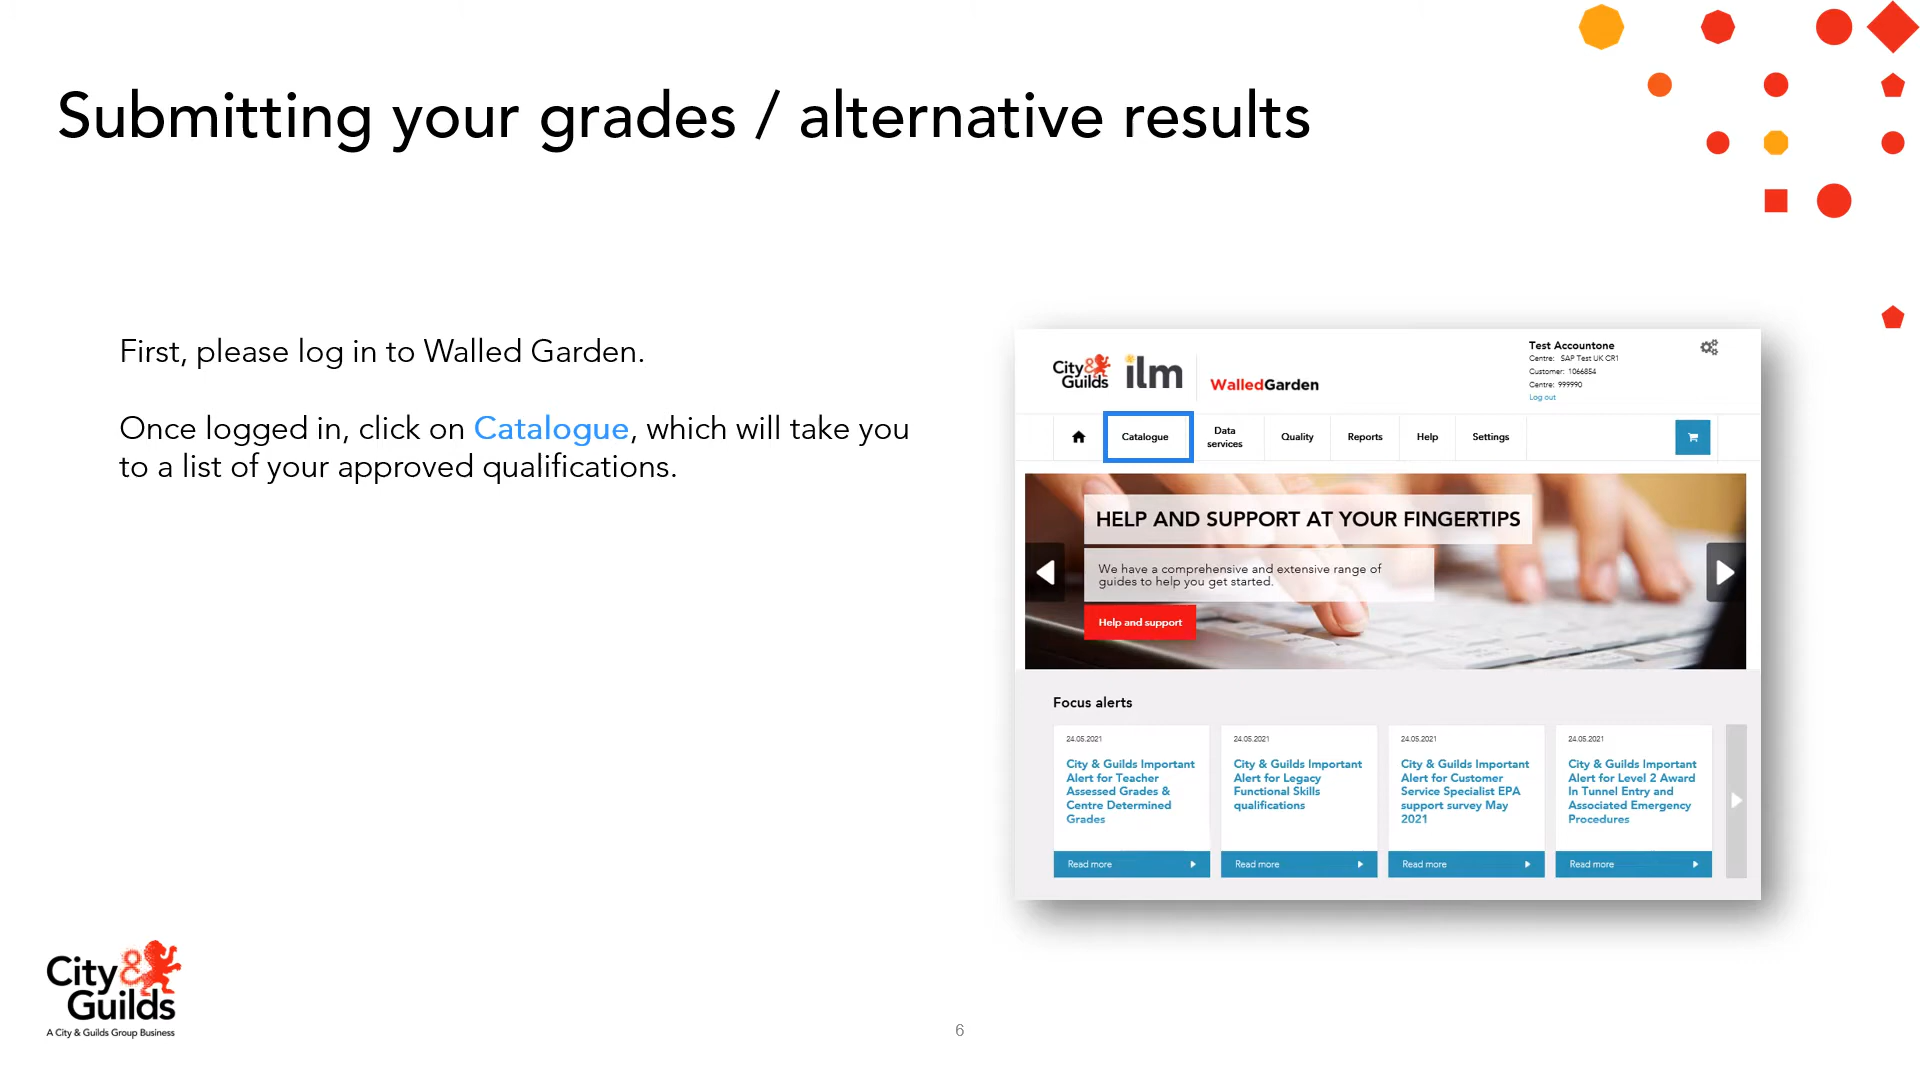 Submitting your grades / alternative results
First, please log in to Walled Garden.
Once logged in, click on Catalogue, which will take you
to a list of your approved qualifications.
City&
Guilds
ilm
WalledGarden
Test Accountone
Centre: SAP Test UK CR1
Customer: 1066854
Centre: 999990
Log out
Catalogue
Data
services
Quality
Reports
Help
Settings
HELP AND SUPPORT AT YOUR FINGERTIPS
We have a comprehensive and extensive range of
guides to help you get started.
Help and support
Focus alerts
24.05.2021
City & Guilds Important
Alert for Teacher
Assessed Grades &
Centre Determined
Grades
Read more
24.05.2021
City & Guilds Important
Alert for Legacy
Functional Skills
qualifications
Read more
24.05.2021
City & Guilds Important
Alert for Customer
Service Specialist EPA
support survey May
2021
Read more
24.05.2021
City & Guilds Important
Alert for Level 2 Award
In Tunnel Entry and
Associated Emergency
Procedures
Read more
City&
Guilds
A City & Guilds Group Business
6